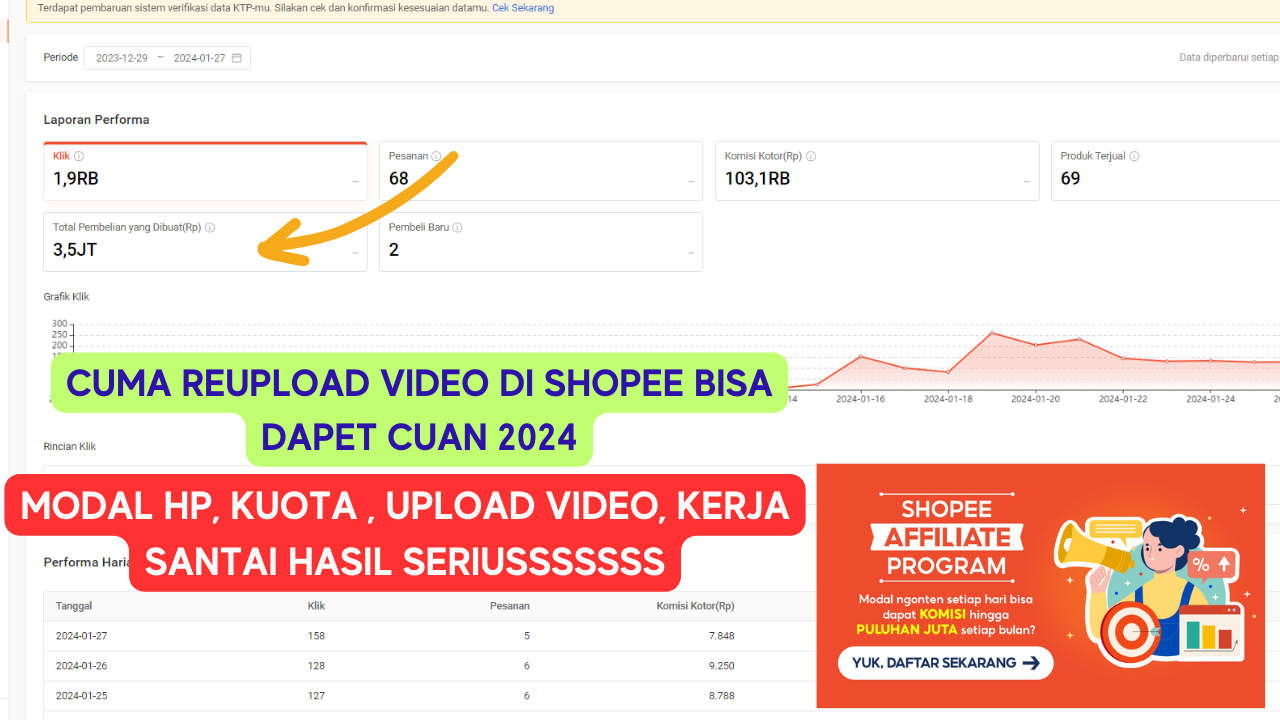 Terdapat pembaruan sistem verifikasi data KTP-mu. Silakan cek dan konfirmasi kesesuaian datamu. Cek Sekarang
Periode 2023-12-29 ~ 2024-01-27
Data diperbarui setiap
Laporan Performa
Klik
1,9RB
--
Pesanan
68
--
Komisi Kotor(Rp)
103,1RB
--
Produk Terjual
69
Total Pembelian yang Dibuat(Rp)
3,5JT
--
Pembeli Baru
2
--
Grafik Klik
300
250
200
2024-01-16 2024-01-18 2024-01-20 2024-01-22 2024-01-24
CUMA REUPLOAD VIDEO DI SHOPEE BISA
DAPET CUAN 2024
Rincian Klik
MODAL HP, KUOTA , UPLOAD VIDEO, KERJA
SANTAI HASIL SERIUSSSSSSS
Performa
Tanggal Klik Pesanan Komisi Kotor(Rp)
2024-01-27 158 5 7.848
2024-01-26 128 6 9.250
2024-01-25 127 6 8.788
SHOPEE
AFFILIATE
PROGRAM
Modal ngonten setiap hari bisa
dapat KOMISI hingga
PULUHAN JUTA setiap bulan?
YUK, DAFTAR SEKARANG
%